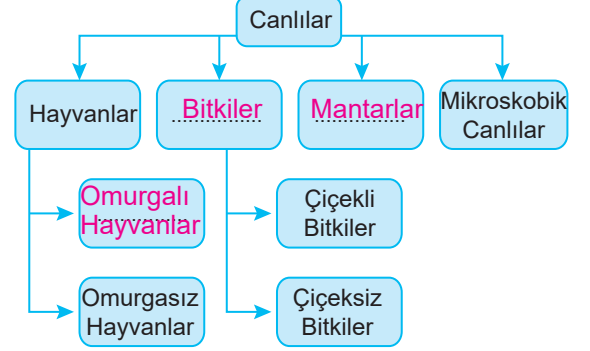 Canlılar
Hayvanlar
Bitkiler
Mantarlar
Mikroskobik
Canlılar
Omurgalı
Hayvanlar
Çiçekli
Bitkiler
Omurgasız
Hayvanlar
Çiçeksiz
Bitkiler